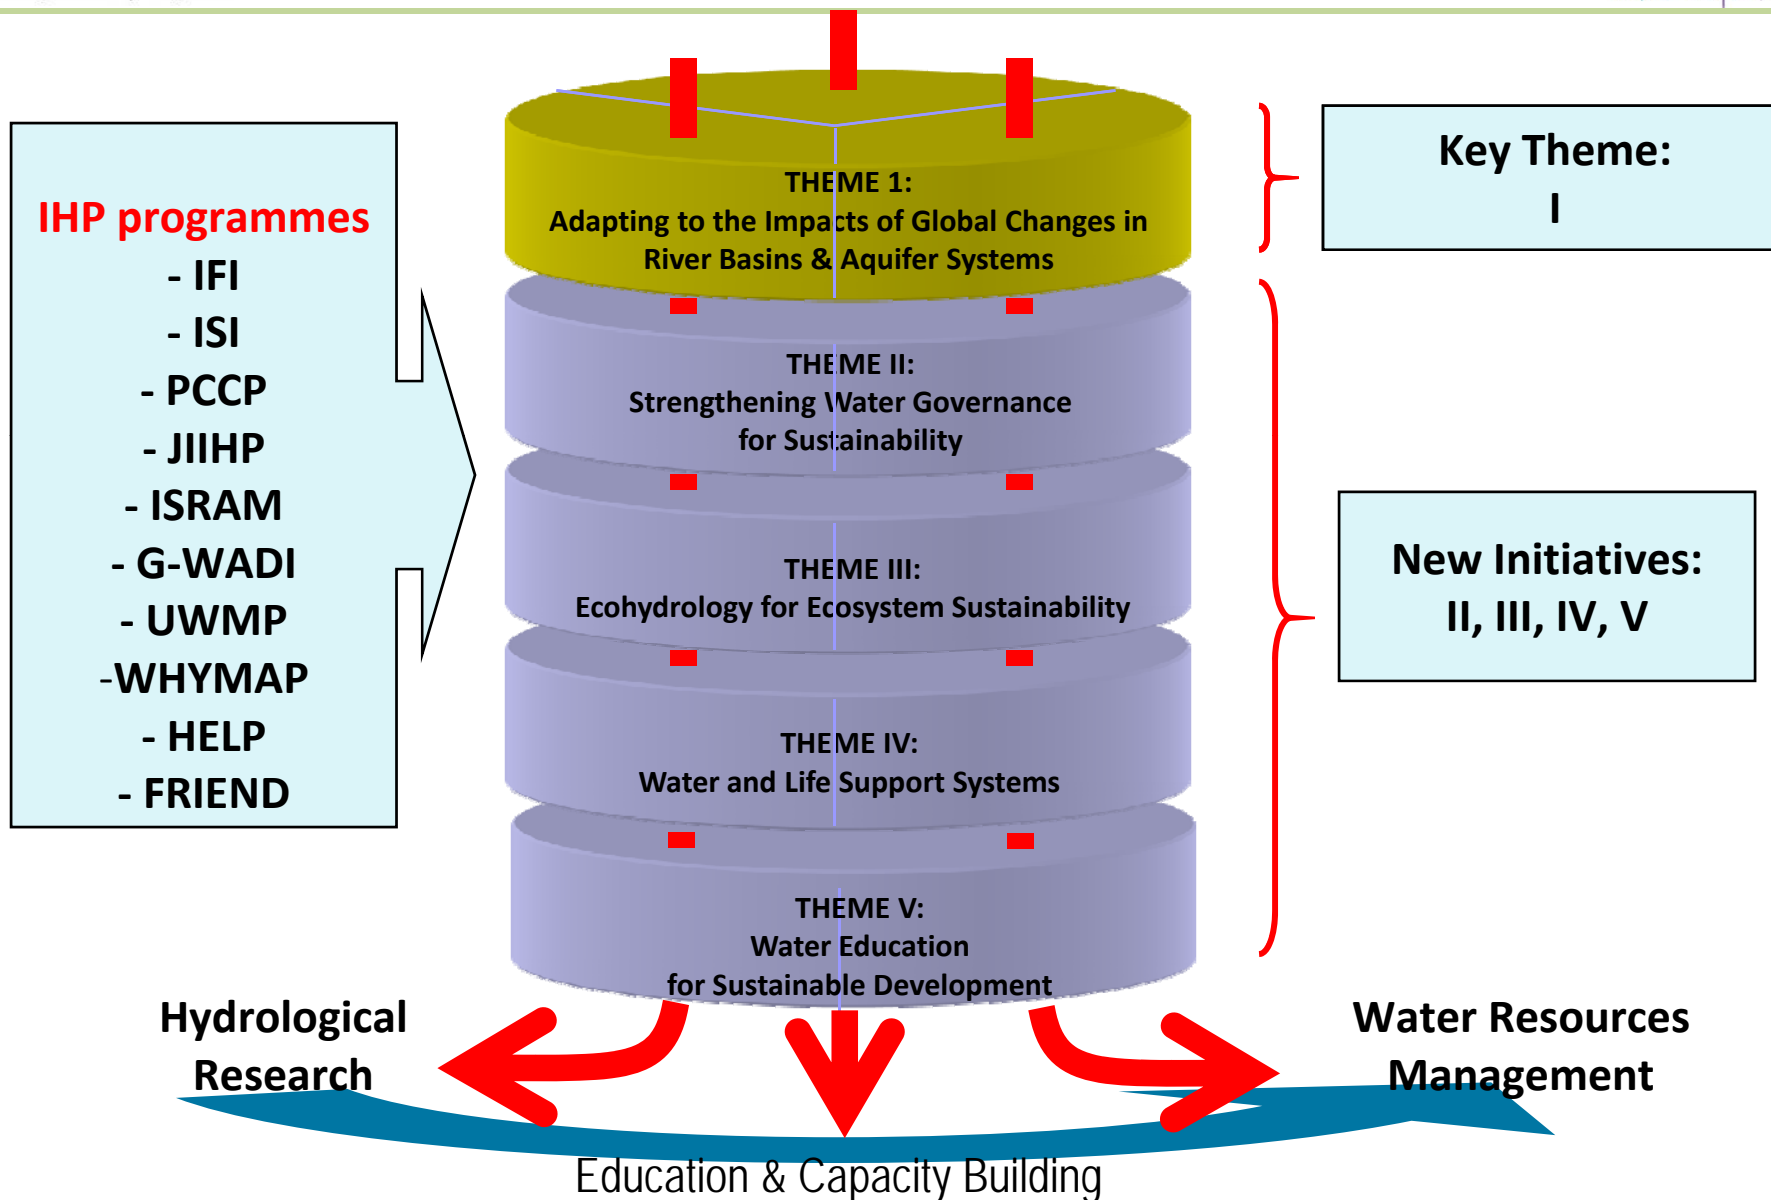 IHP programmes
- IFI
- ISI
- PCCP
- JIIHP
- ISRAM
- G-WADI
- UWMP
-WHYMAP
- HELP
- FRIEND
THEME 1:
Adapting to the Impacts of Global Changes in
River Basins & Aquifer Systems
THEME II:
Strengthening Water Governance
for Sustainability
THEME III:
Ecohydrology for Ecosystem Sustainability
THEME IV:
Water and Life Support Systems
THEME V:
Water Education
for Sustainable Development
Key Theme:
I
New Initiatives:
II, III, IV, V
Hydrological
Research
Water Resources
Management
Education & Capacity Building